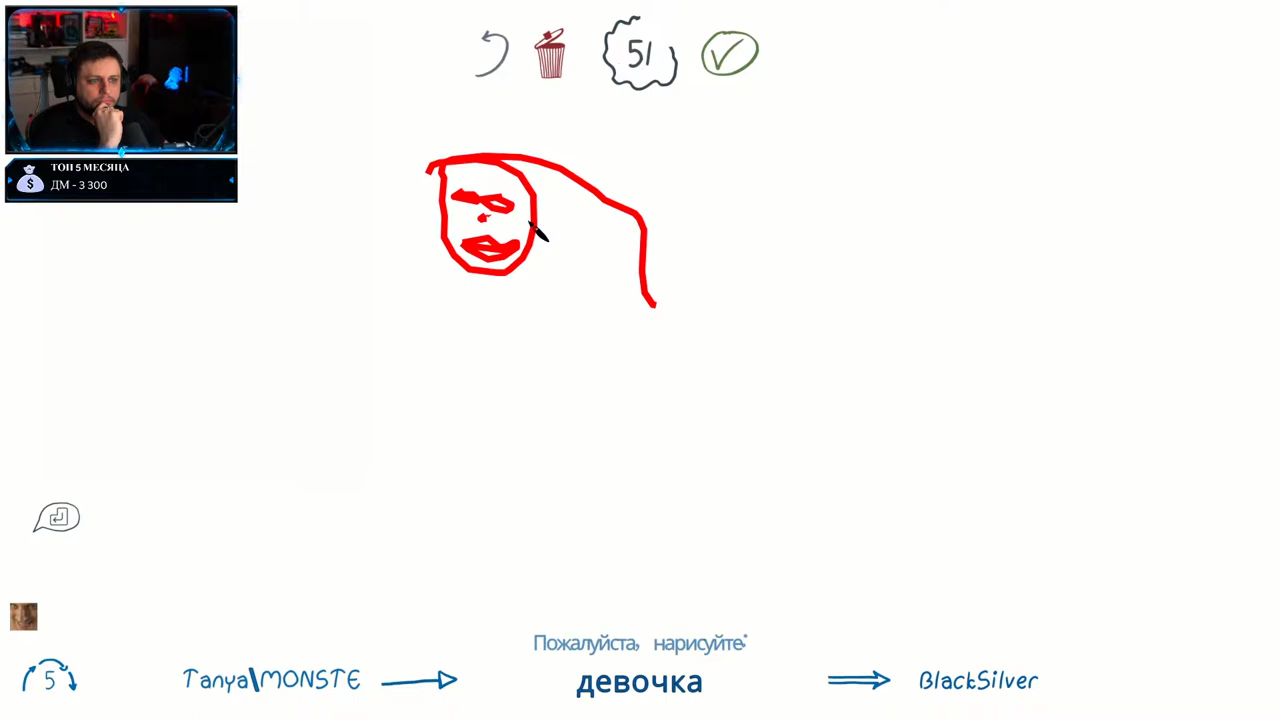 51
ТОП 5 МЕСЯЦА
$ ДМ - 3 300
Пожалуйста, нарисуйте:
5 Tanya\MONSTE девочка BlackSilver